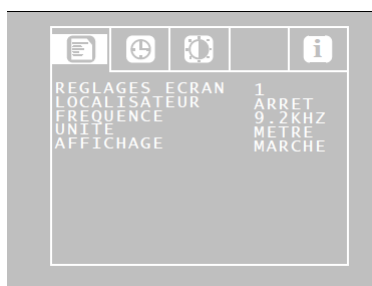 REGLAGES ECRAN 1
LOCALISATEUR ARRET
FREQUENCE 9.2KHZ
UNITE METRE
AFFICHAGE MARCHE